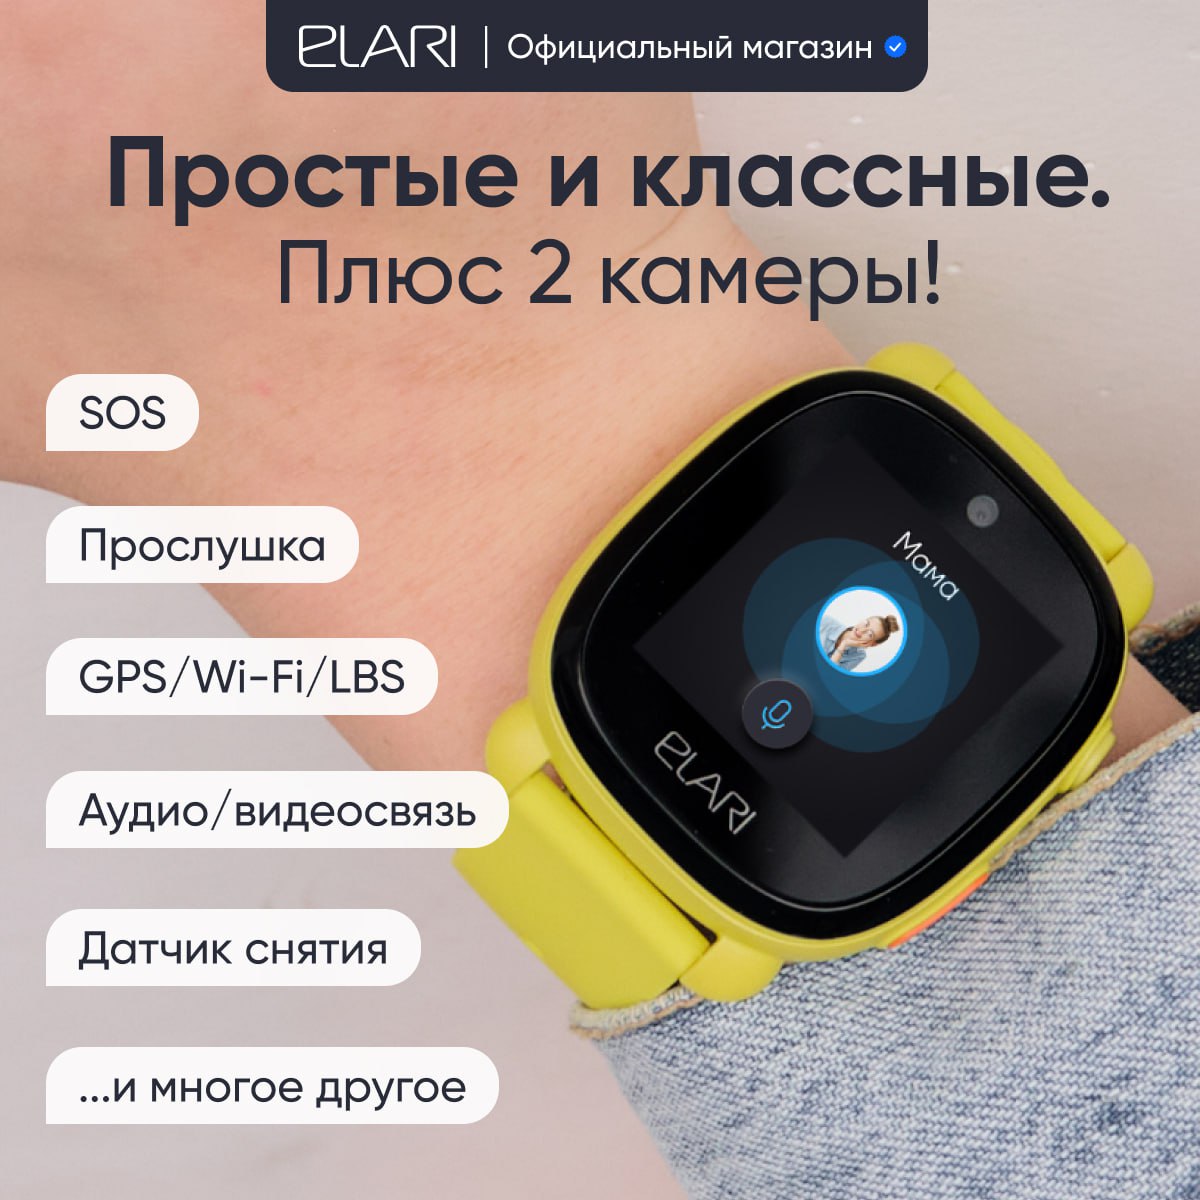 ELARI | Официальный магазин
Простые и классные.
Плюс 2 камеры!
SOS
Прослушка
GPS/Wi-Fi/LBS
Аудио/видеосвязь
Датчик снятия
...и многое другое
Мама
ELARI